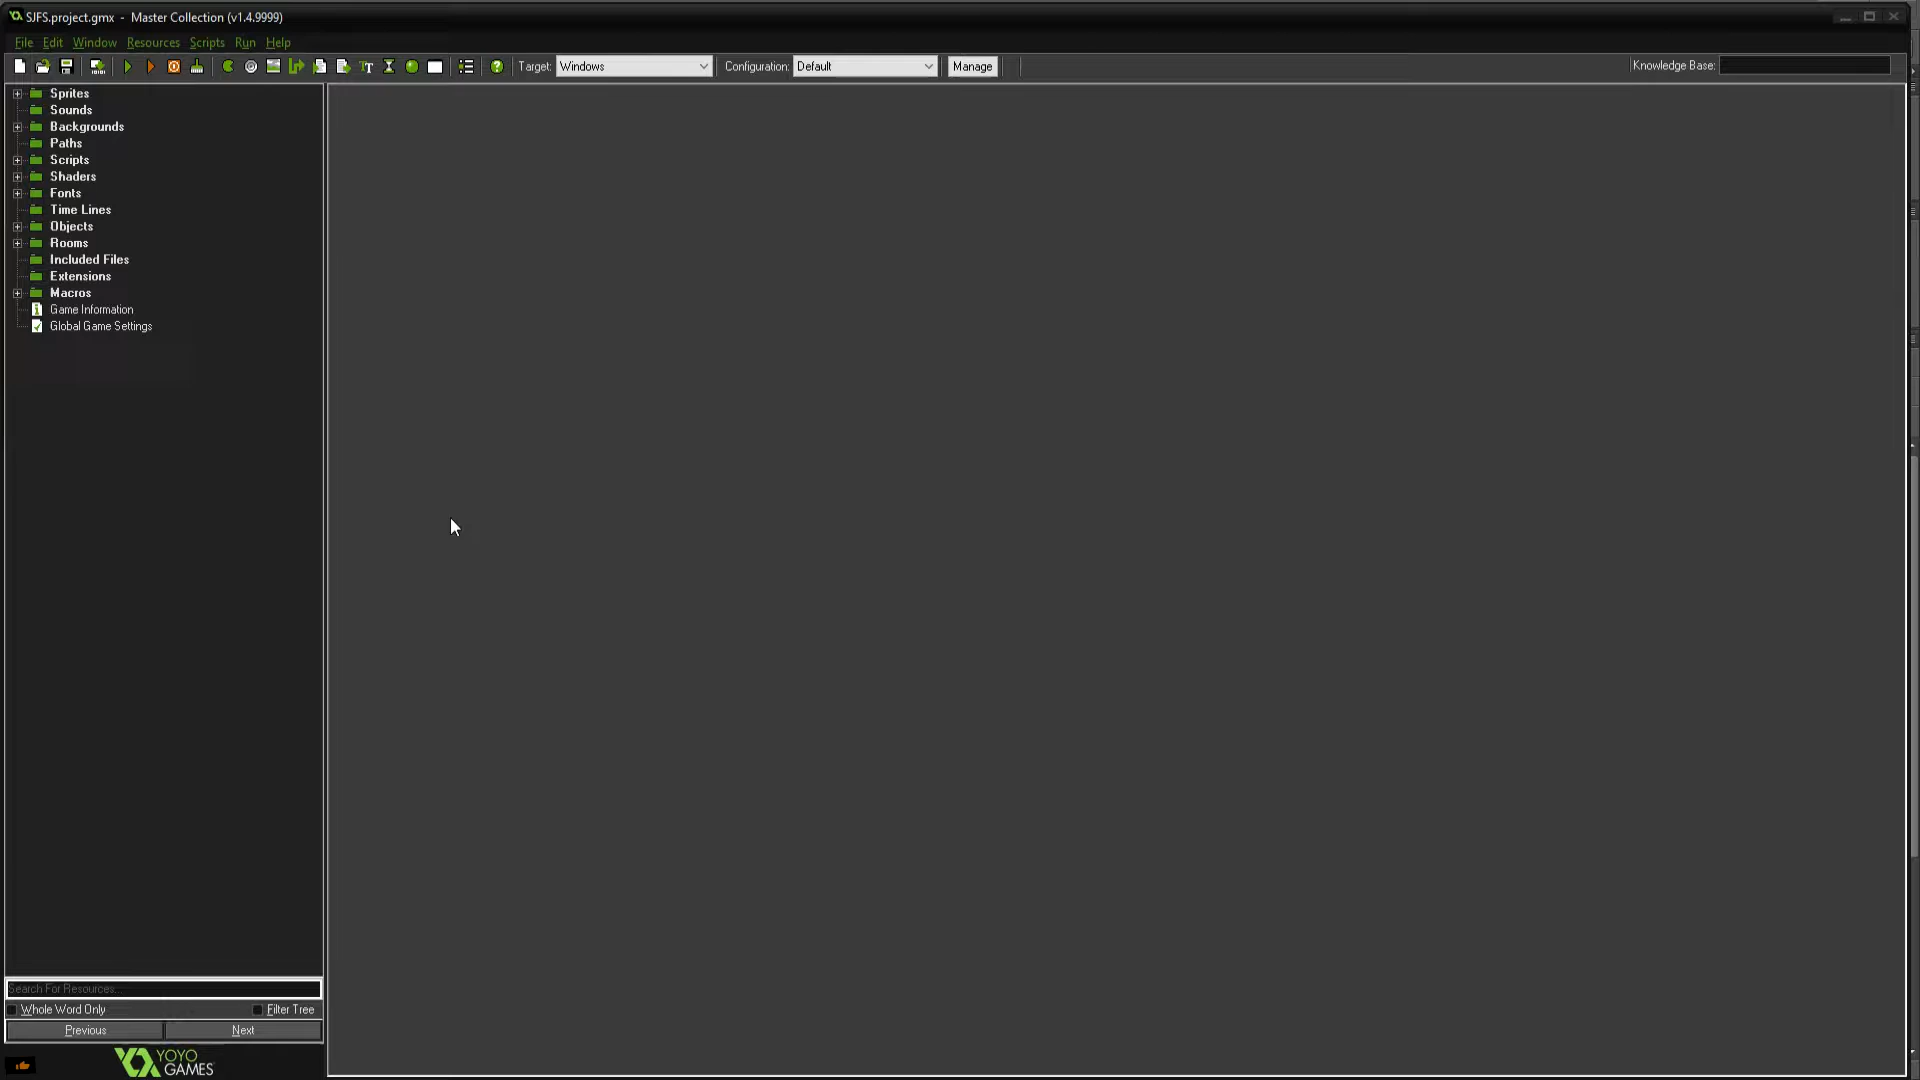 SJFS.project.gmx - Master Collection (v1.4.9999)
File Edit Window Resources Scripts Run Help
Target: Windows Configuration: Default Manage Knowledge Base:
Sprites
Sounds
Backgrounds
Paths
Scripts
Shaders
Fonts
Time Lines
Objects
Rooms
Included Files
Extensions
Macros
Game Information
Global Game Settings
Search For Resources...
Whole Word Only Filter Tree
Previous Next
YOYO
GAMES